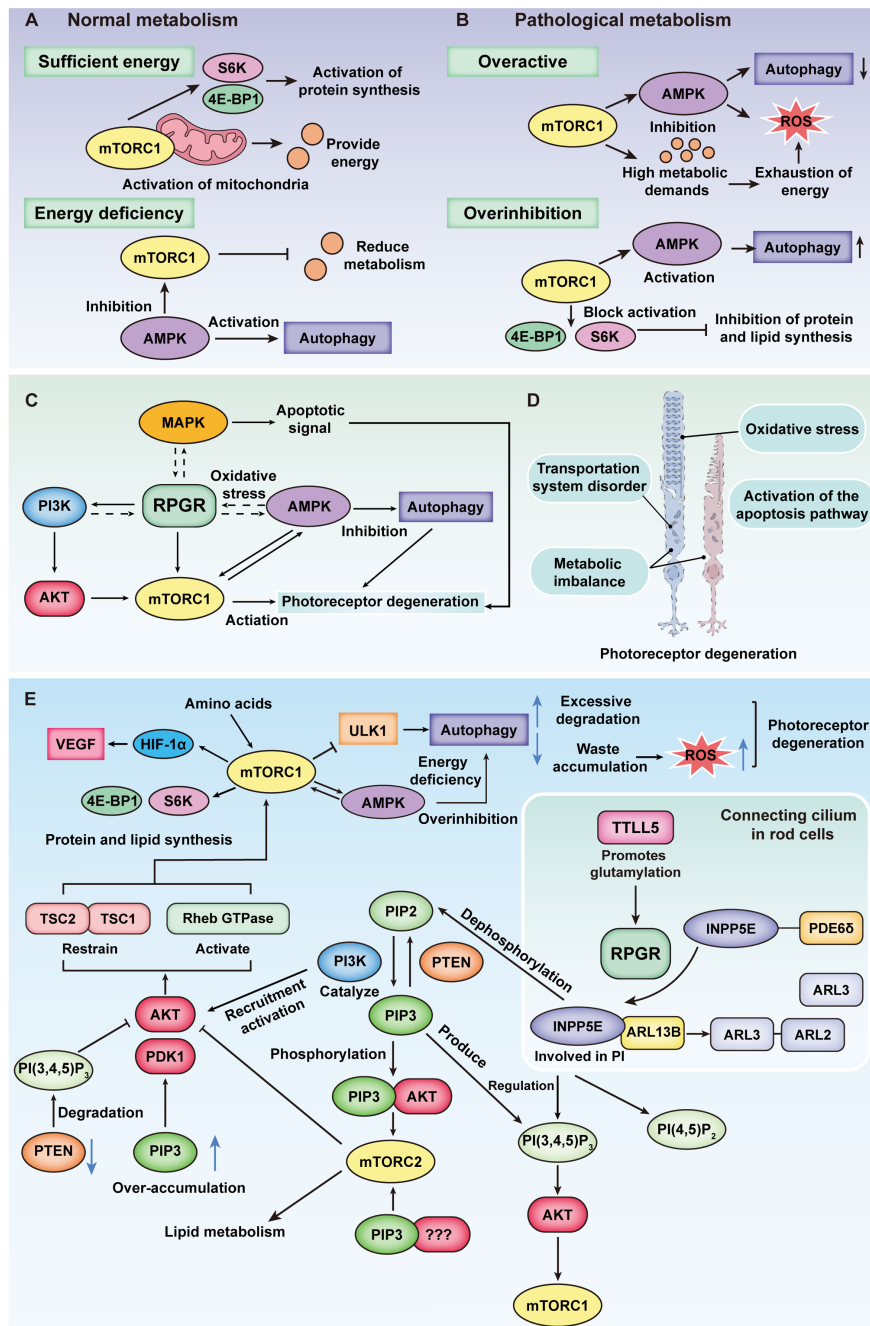 A
Normal metabolism
Sufficient energy
S6K
4E-BP1
Activation of
protein synthesis
mTORC1
Provide
energy
Activation of mitochondria
Energy deficiency
mTORC1
Reduce
metabolism
Inhibition
Activation
AMPK
Autophagy
B
Pathological metabolism
Overactive
AMPK
Autophagy
mTORC1
Inhibition
ROS
High metabolic
demands
Exhaustion of
energy
Overinhibition
AMPK
Autophagy
mTORC1
Activation
Block activation
4E-BP1
S6K
Inhibition of protein
and lipid synthesis
C
MAPK
Apoptotic
signal
Oxidative
stress
PI3K
RPGR
AMPK
Autophagy
Inhibition
AKT
mTORC1
Actiation
Photoreceptor degeneration
D
Oxidative stress
Transportation
system disorder
Activation of the
apoptosis pathway
Metabolic
imbalance
Photoreceptor degeneration
E
Amino acids
VEGF
HIF-1α
ULK1
Autophagy
Excessive
degradation
Waste
accumulation
ROS
Photoreceptor
degeneration
mTORC1
Energy
deficiency
4E-BP1
S6K
AMPK
Overinhibition
Protein and lipid synthesis
Connecting cilium
in rod cells
TTLL5
Promotes
glutamylation
RPGR
INPP5E
PDE6δ
ARL3
INPP5E
ARL13B
ARL3
ARL2
Involved in PI
TSC2
TSC1
Rheb GTPase
Restrain
Activate
PIP2
Dephosphorylation
PI3K
PTEN
Catalyze
Recruitment
activation
AKT
PIP3
PDK1
Phosphorylation
Produce
Regulation
PI(3,4,5)P3
Degradation
PIP3
AKT
PTEN
PIP3
Over-accumulation
mTORC2
PI(3,4,5)P3
PI(4,5)P2
Lipid metabolism
PIP3
???
AKT
mTORC1